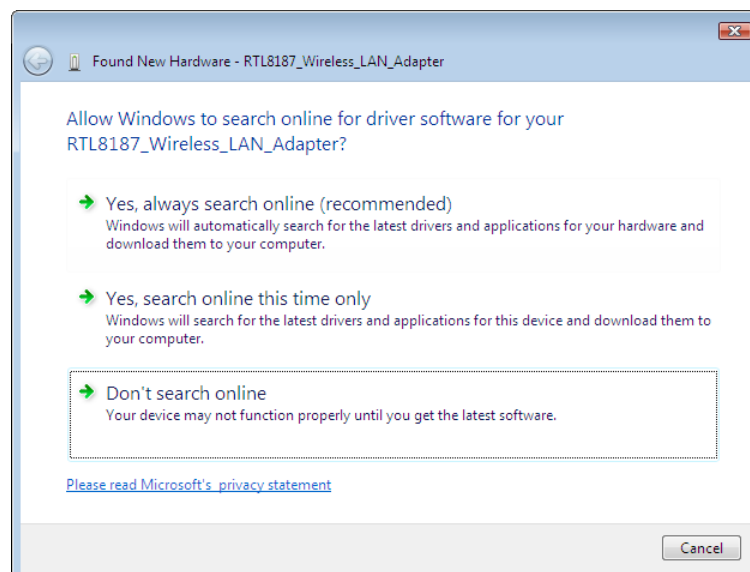 Found New Hardware - RTL8187_Wireless_LAN_Adapter
Allow Windows to search online for driver software for your
RTL8187_Wireless_LAN_Adapter?
Yes, always search online (recommended)
Windows will automatically search for the latest drivers and applications for your hardware and
download them to your computer.
Yes, search online this time only
Windows will search for the latest drivers and applications for this device and download them to
your computer.
Don't search online
Your device may not function properly until you get the latest software.
Please read Microsoft's privacy statement
Cancel